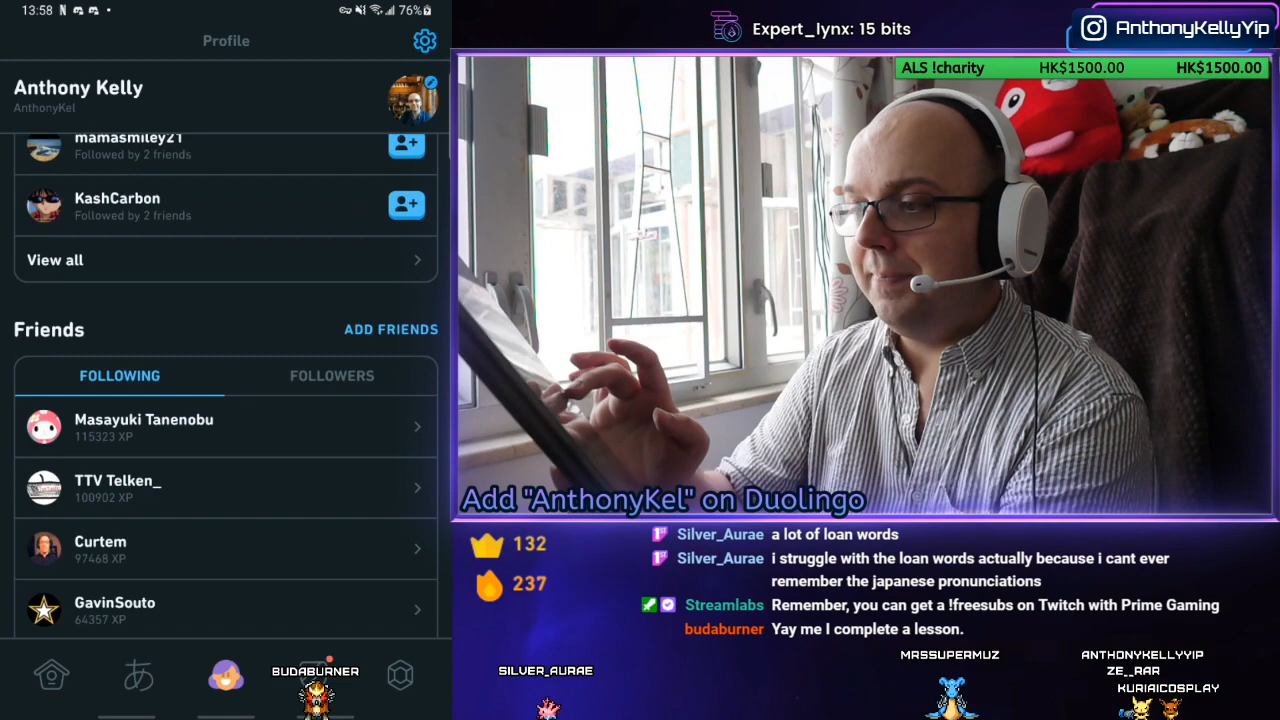 13:58
76%
Profile
Anthony Kelly
AnthonyKel
mamasmiley21
Followed by 2 friends
KashCarbon
Followed by 2 friends
View all
Friends
ADD FRIENDS
FOLLOWING
FOLLOWERS
Masayuki Tanenobu
115323 XP
TTV Telken_
100902 XP
Curtem
97468 XP
GavinSouto
64357 XP
あ
BUDABURNER
Expert_lynx: 15 bits
AnthonyKellyYip
ALS !charity HK$1500.00 HK$1500.00
Add "AnthonyKel" on Duolingo
132
237
Silver_Aurae a lot of loan words
Silver_Aurae i struggle with the loan words actually because i cant ever
remember the japanese pronunciations
Streamlabs Remember, you can get a !freesubs on Twitch with Prime Gaming
budaburner Yay me I complete a lesson.
SILVER_AURAE
MRSSUPERMUZ
ANTHONYKELLYYIP
ZE__RAR
KURIAICOSPLAY